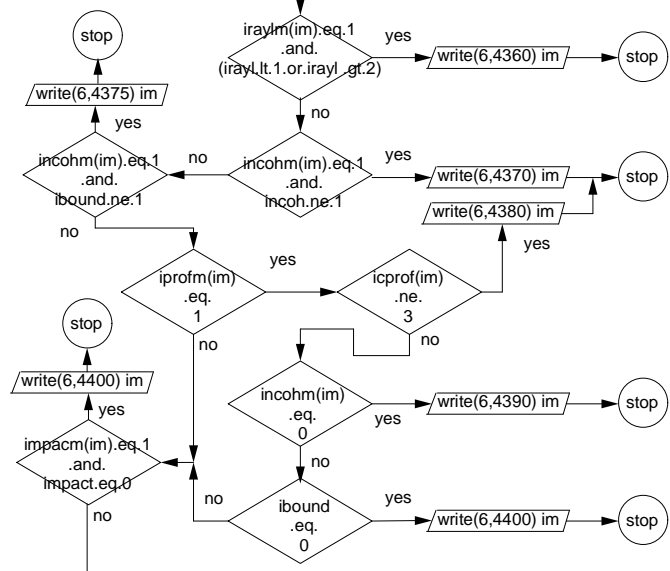 iraylm(im).eq.1
.and.
(irayl.lt.1.or.irayl .gt.2)
yes
write(6,4360) im
stop
no
stop
write(6,4375) im
yes
incohm(im).eq.1
.and.
ibound.ne.1
no
incohm(im).eq.1
.and.
incoh.ne.1
yes
write(6,4370) im
stop
write(6,4380) im
yes
no
iprofm(im)
.eq.
1
yes
icprof(im)
.ne.
3
no
no
stop
write(6,4400) im
yes
impacm(im).eq.1
.and.
impact.eq.0
no
incohm(im)
.eq.
0
yes
write(6,4390) im
stop
no
no
ibound
.eq.
0
yes
write(6,4400) im
stop